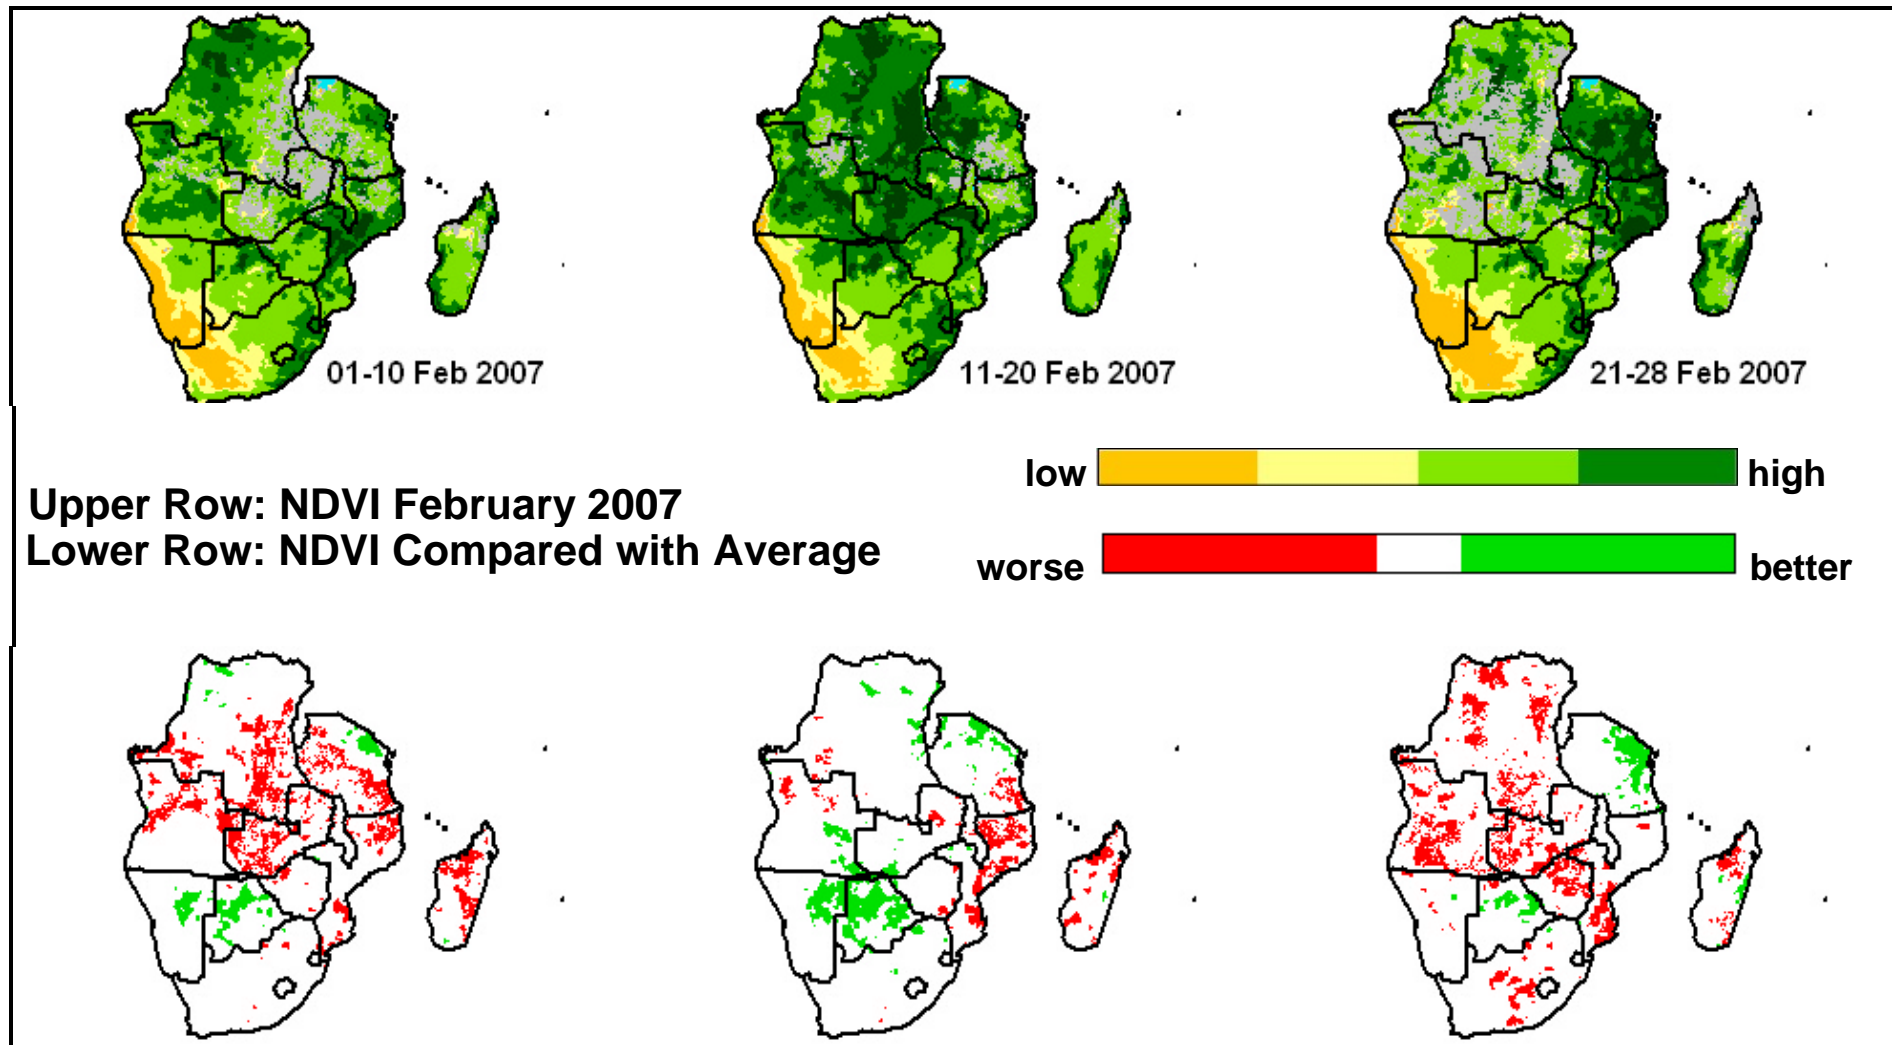 01-10 Feb 2007
11-20 Feb 2007
21-28 Feb 2007
low
high
Upper Row: NDVI February 2007
Lower Row: NDVI Compared with Average
worse
better